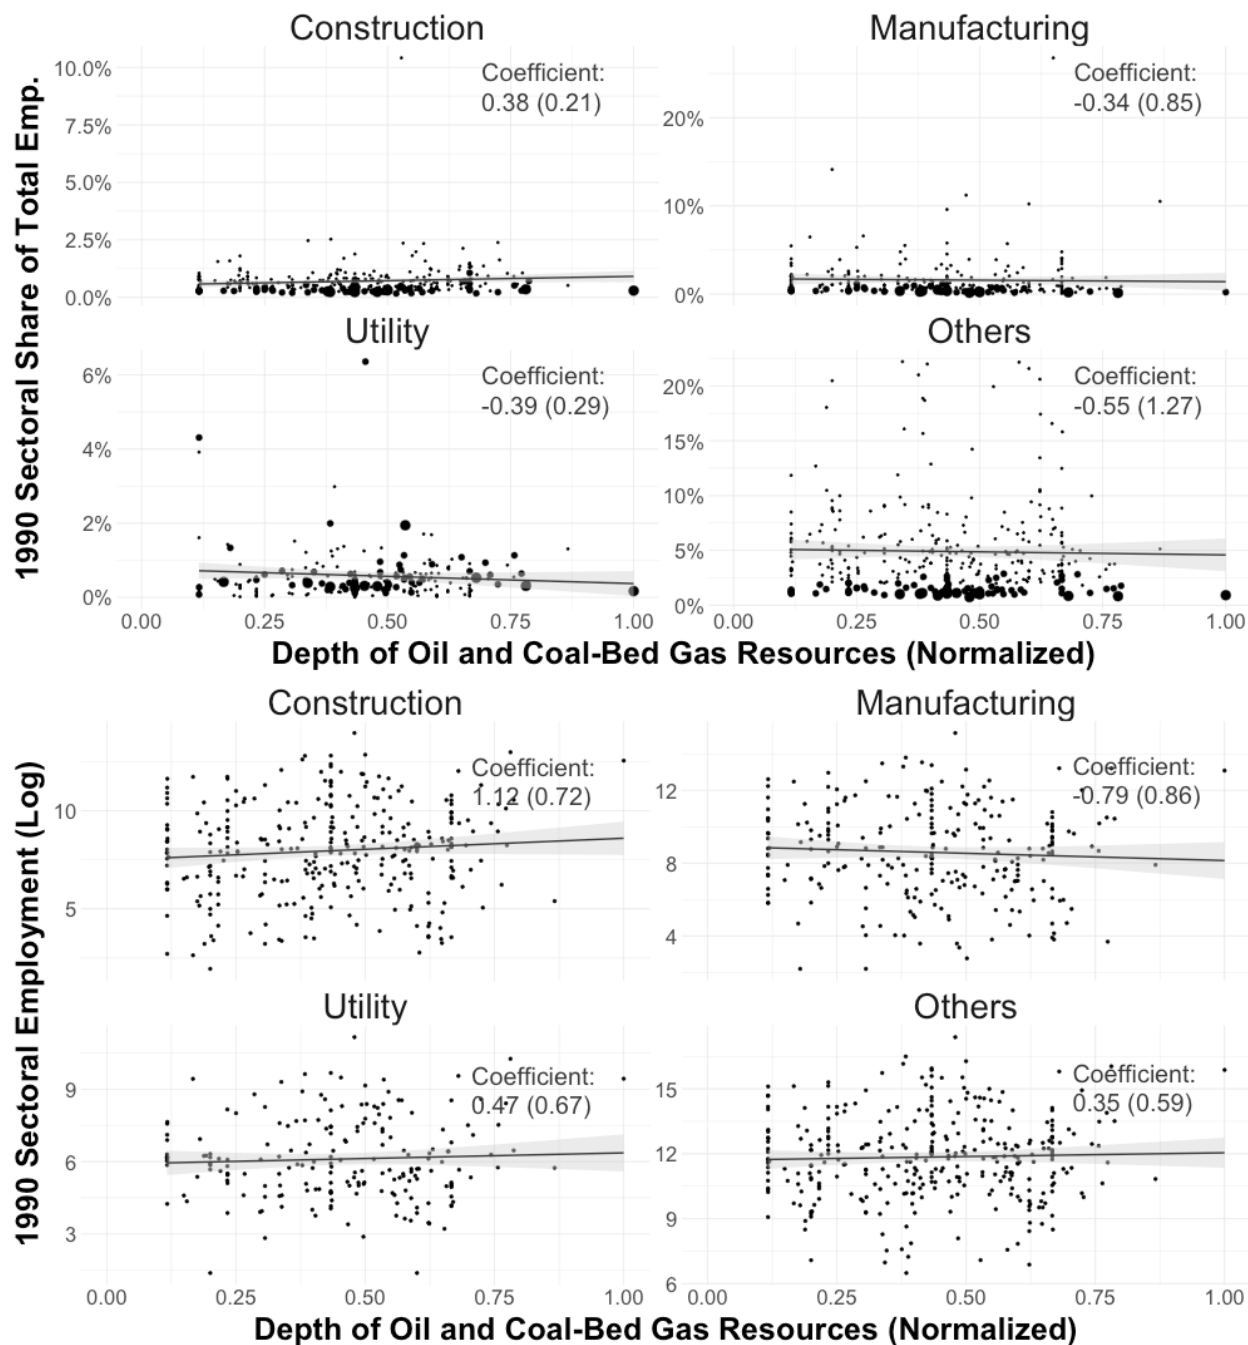 Construction
Manufacturing
1990 Sectoral Share of Total Emp.
10.0%
7.5%
5.0%
2.5%
0.0%
Coefficient:
0.38 (0.21)
20%
10%
0%
Coefficient:
-0.34 (0.85)
Utility
Others
6%
4%
2%
0%
Coefficient:
-0.39 (0.29)
20%
15%
10%
5%
0%
Coefficient:
-0.55 (1.27)
0.00 0.25 0.50 0.75 1.00
0.00 0.25 0.50 0.75 1.00
Depth of Oil and Coal-Bed Gas Resources (Normalized)
Construction
Manufacturing
1990 Sectoral Employment (Log)
10
5
Coefficient:
1.12 (0.72)
12
8
4
Coefficient:
-0.79 (0.86)
Utility
Others
9
6
3
Coefficient:
0.47 (0.67)
15
12
9
6
Coefficient:
0.35 (0.59)
0.00 0.25 0.50 0.75 1.00
0.00 0.25 0.50 0.75 1.00
Depth of Oil and Coal-Bed Gas Resources (Normalized)